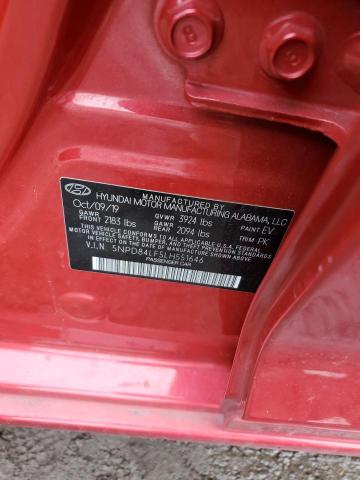 MANUFACTURED BY
HYUNDAI MOTOR MANUFACTURING ALABAMA, LLC
Oct/09/19
GAWR FRONT 2183 lbs
GVWR 3924 lbs
GAWR REAR 2094 lbs
PAINT EV
TRIM PK
THIS VEHICLE CONFORMS TO ALL APPLICABLE U.S. FEDERAL
MOTOR VEHICLE SAFETY, BUMPER, AND THEFT PREVENTION
STANDARDS IN EFFECT ON THE DATE OF MANUFACTURE
SHOWN ABOVE.
V.I.N 5NPD84LF5LH551646
PASSENGER CAR